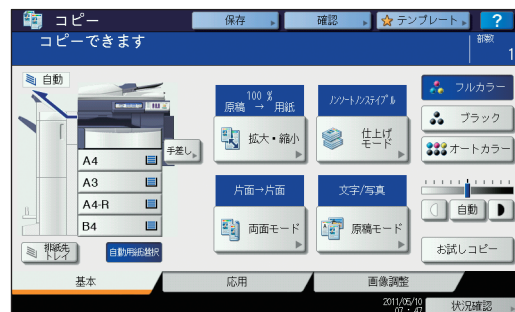 コピー
保存
確認
テンプレート
?
コピーできます
部数
1
自動
100 %
原稿 → 用紙
ノンソート/ノンステイプル
フルカラー
拡大・縮小
仕上げ
モード
ブラック
手差し
オートカラー
A4
A3
A4-R
B4
片面→片面
文字/写真
両面モード
原稿モード
自動
排紙先
トレイ
自動用紙選択
お試しコピー
基本
応用
画像調整
2011/05/10
07 : 47
状況確認